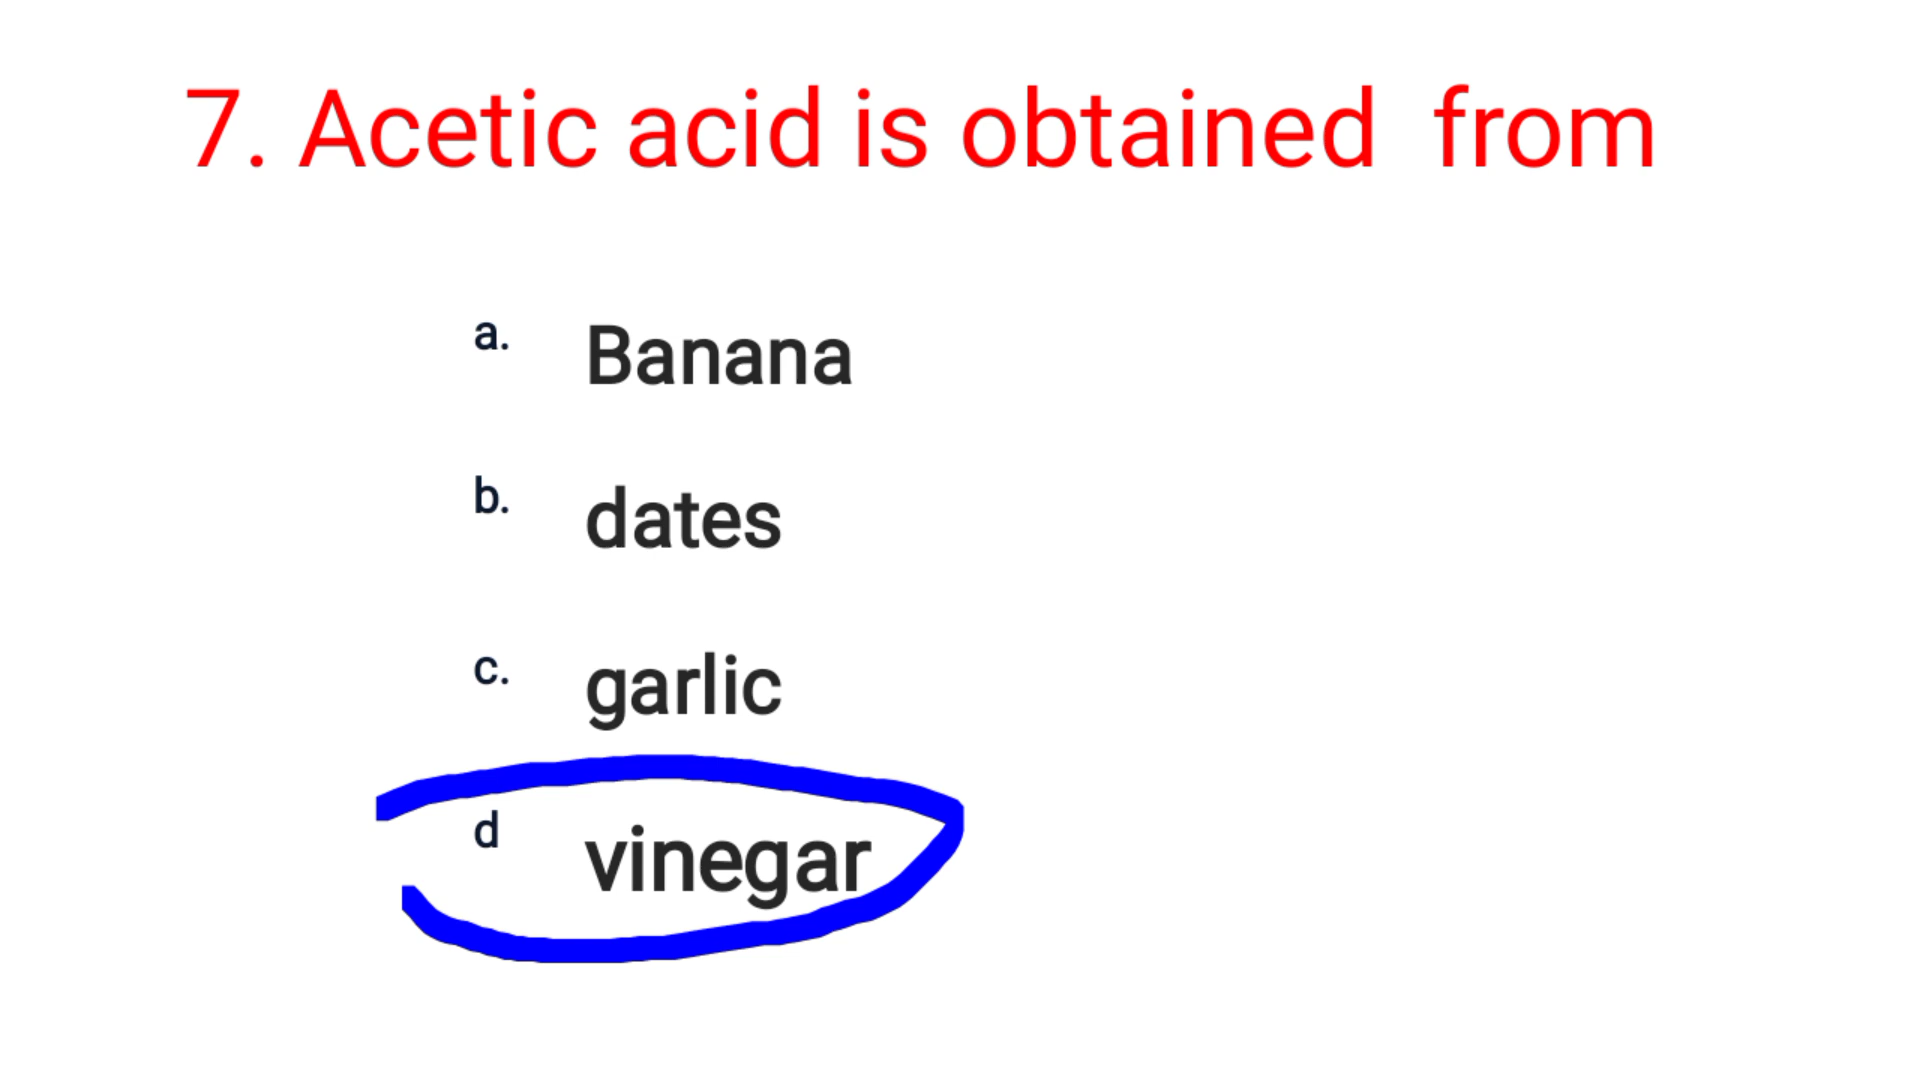 7. Acetic acid is obtained  from
a. Banana
b. dates
c. garlic
d vinegar